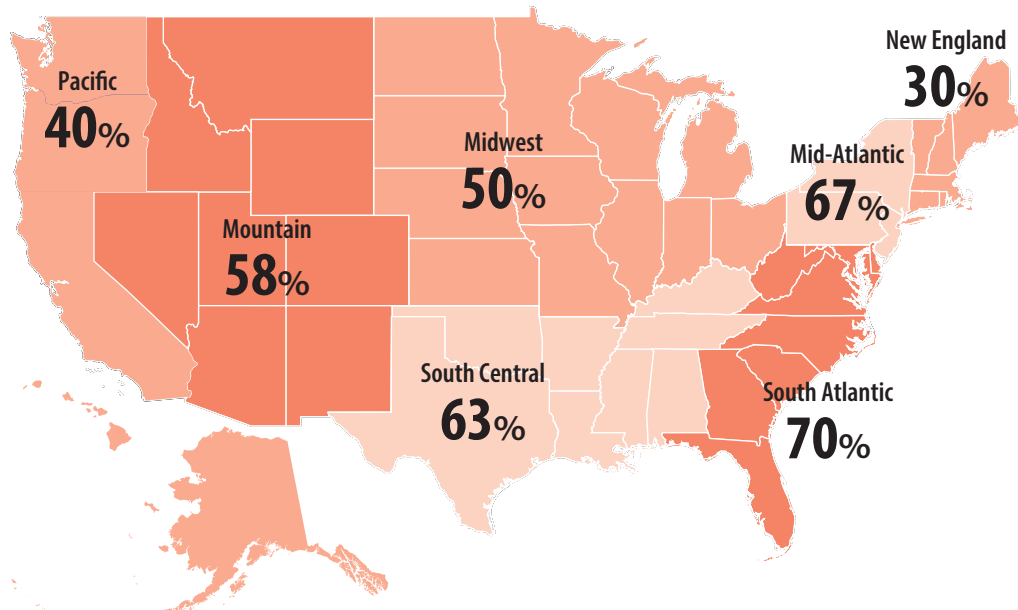 New England
30%
Pacific
40%
Midwest
50%
Mid-Atlantic
67%
Mountain
58%
South Central
63%
South Atlantic
70%